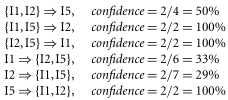 {I1, I2} ⇒ I5, confidence = 2/4 = 50%
{I1, I5} ⇒ I2, confidence = 2/2 = 100%
{I2, I5} ⇒ I1, confidence = 2/2 = 100%
I1 ⇒ {I2, I5}, confidence = 2/6 = 33%
I2 ⇒ {I1, I5}, confidence = 2/7 = 29%
I5 ⇒ {I1, I2}, confidence = 2/2 = 100%